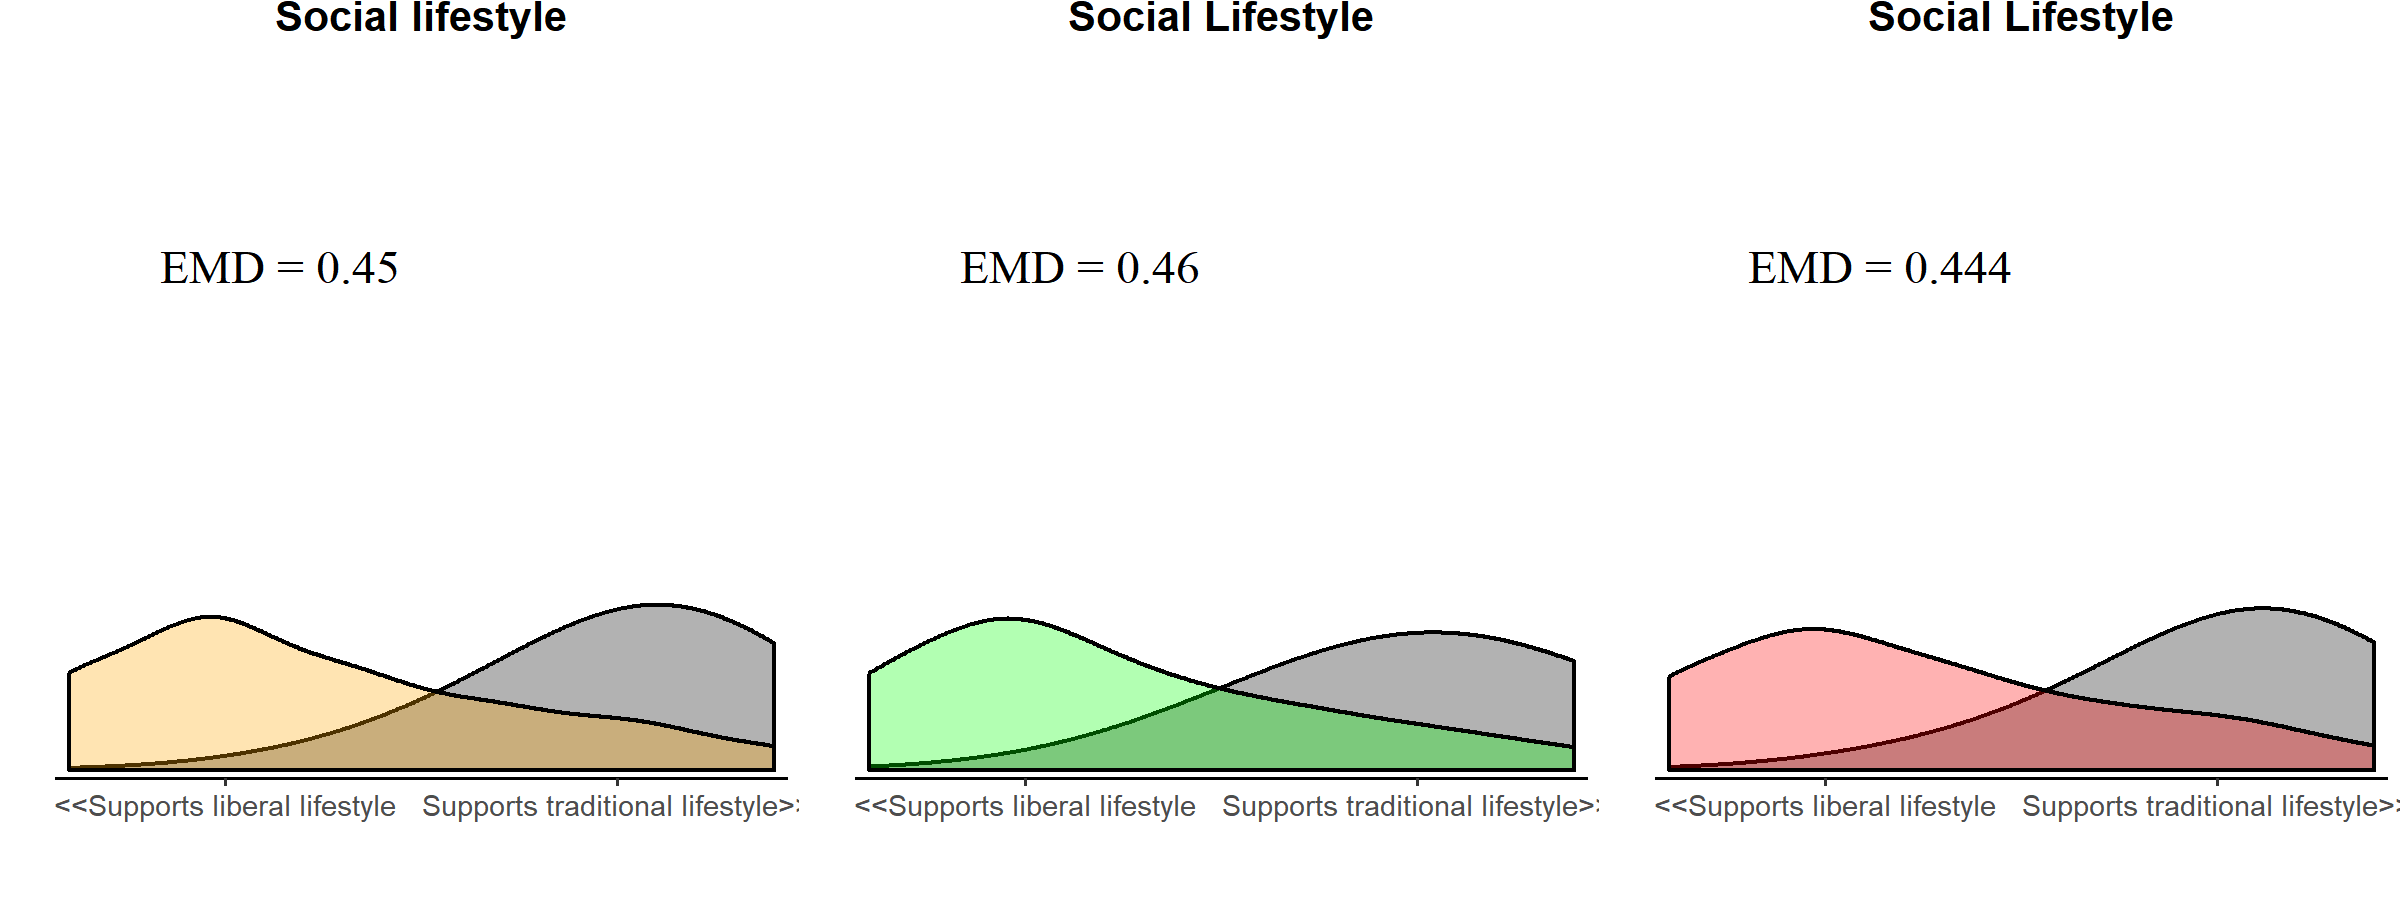 Social lifestyle
EMD = 0.45
<<Supports liberal lifestyle Supports traditional lifestyle>
Social Lifestyle
EMD = 0.46
<<Supports liberal lifestyle Supports traditional lifestyle>
Social Lifestyle
EMD = 0.444
<<Supports liberal lifestyle Supports traditional lifestyle>>